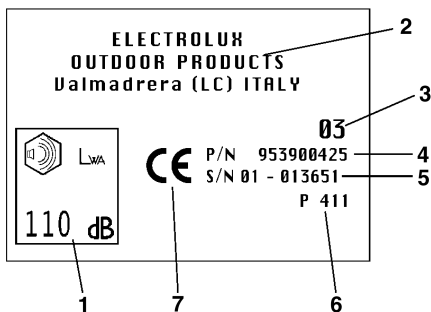 ELECTROLUX
OUTDOOR PRODUCTS
Valmadrera (LC) ITALY
2
03
3
LWA
CE
P/N 953900425
4
S/N 01 - 013651
5
P 411
110 dB
1
7
6